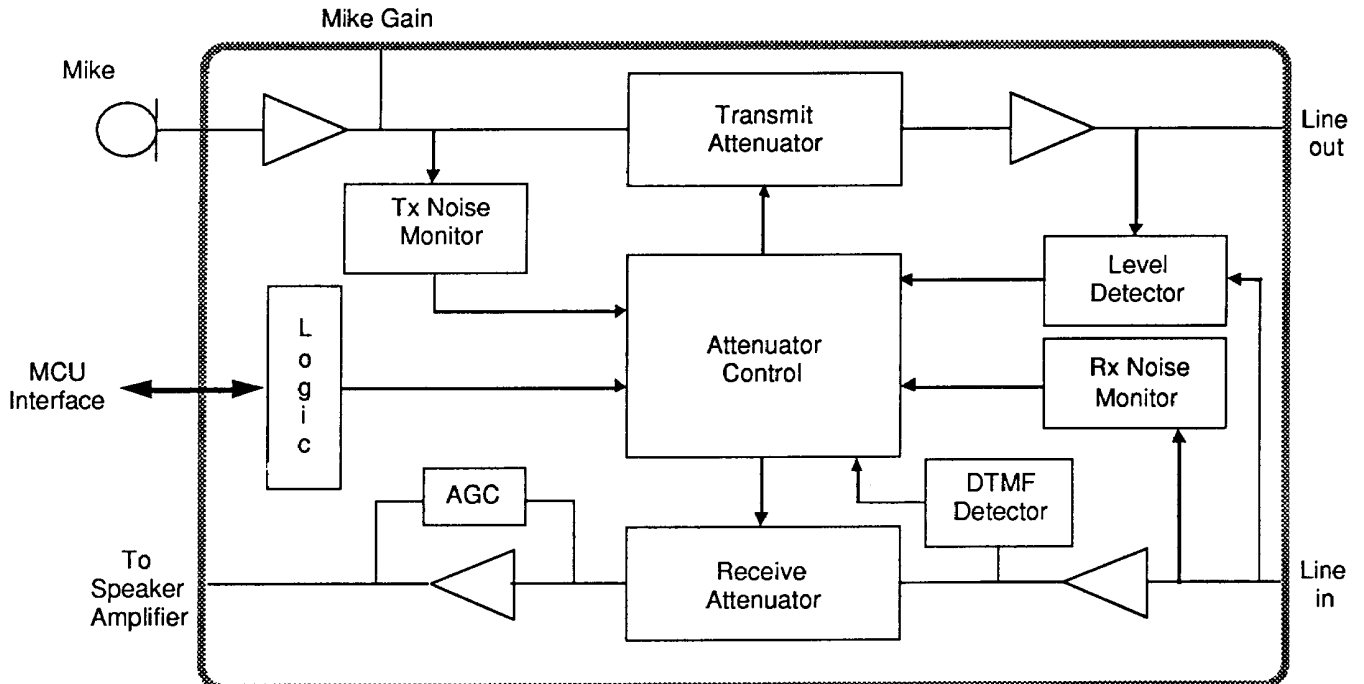 Mike Gain
Mike
Transmit
Attenuator
Line
out
Tx Noise
Monitor
Level
Detector
Logic
Attenuator
Control
Rx Noise
Monitor
MCU
Interface
AGC
DTMF
Detector
To
Speaker
Amplifier
Receive
Attenuator
Line
in